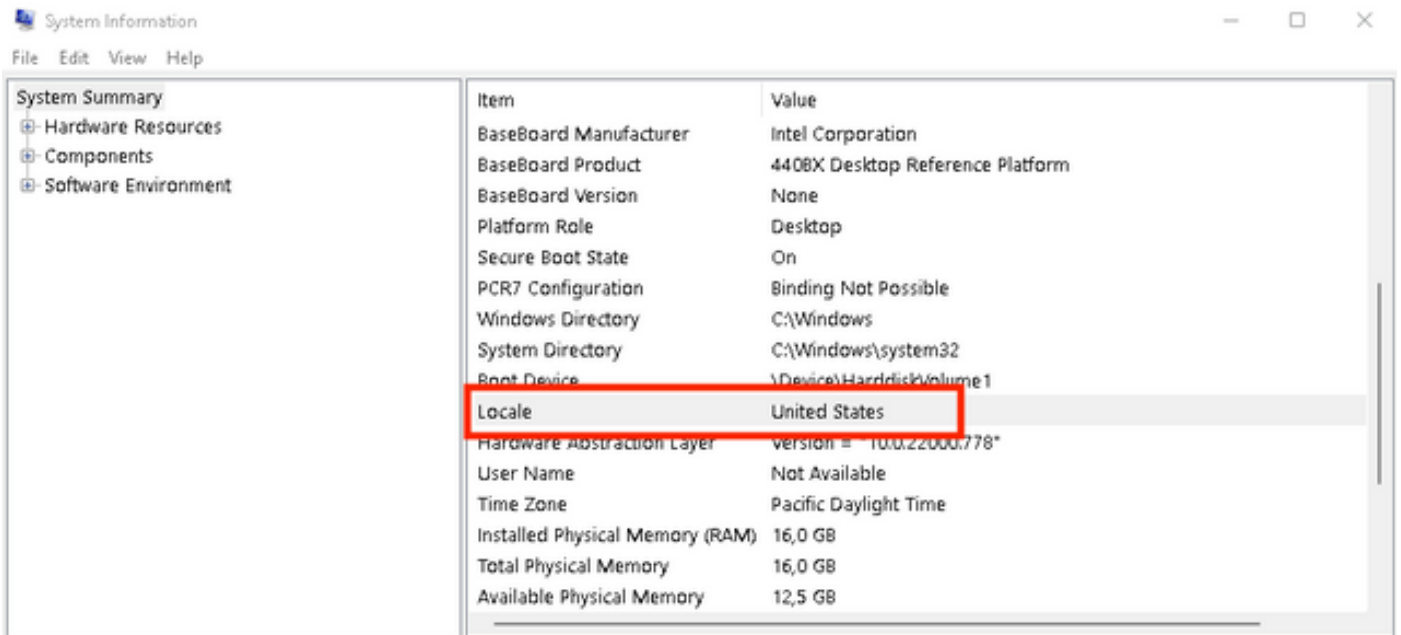 System Information
File Edit View Help
System Summary
Hardware Resources
Components
Software Environment
Item Value
BaseBoard Manufacturer Intel Corporation
BaseBoard Product 440BX Desktop Reference Platform
BaseBoard Version None
Platform Role Desktop
Secure Boot State On
PCR7 Configuration Binding Not Possible
Windows Directory C:\Windows
System Directory C:\Windows\system32
Boot Device \Device\HarddiskVolume1
Locale United States
Hardware Abstraction Layer Version = "10.0.22000.778"
User Name Not Available
Time Zone Pacific Daylight Time
Installed Physical Memory (RAM) 16,0 GB
Total Physical Memory 16,0 GB
Available Physical Memory 12,5 GB